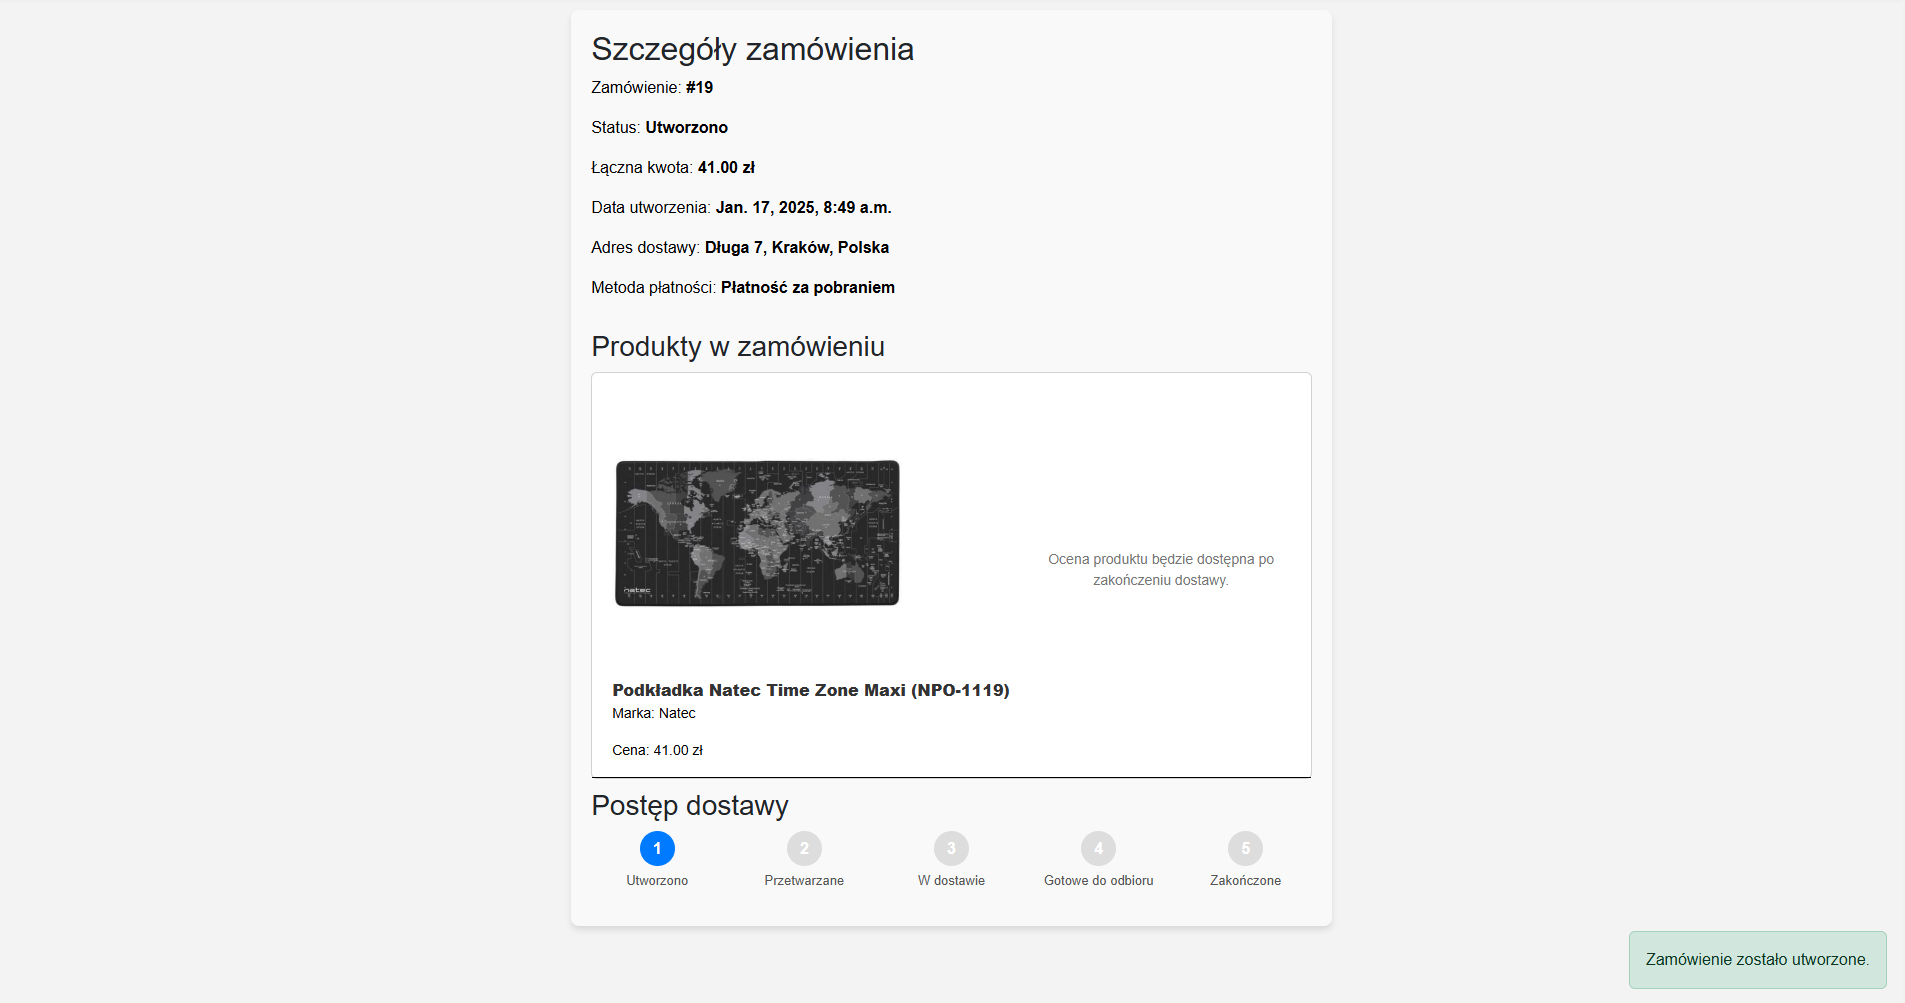 Szczegóły zamówienia
Zamówienie: #19
Status: Utworzono
Łączna kwota: 41.00 zł
Data utworzenia: Jan. 17, 2025, 8:49 a.m.
Adres dostawy: Długa 7, Kraków, Polska
Metoda płatności: Płatność za pobraniem
Produkty w zamówieniu
natec
Ocena produktu będzie dostępna po
zakończeniu dostawy.
Podkładka Natec Time Zone Maxi (NPO-1119)
Marka: Natec
Cena: 41.00 zł
Postęp dostawy
1 2 3 4 5
Utworzono Przetwarzane W dostawie Gotowe do odbioru Zakończone
Zamówienie zostało utworzone.